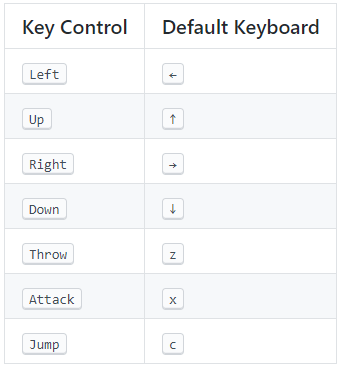 Key Control Default Keyboard
Left ←
Up ↑
Right →
Down ↓
Throw z
Attack x
Jump c